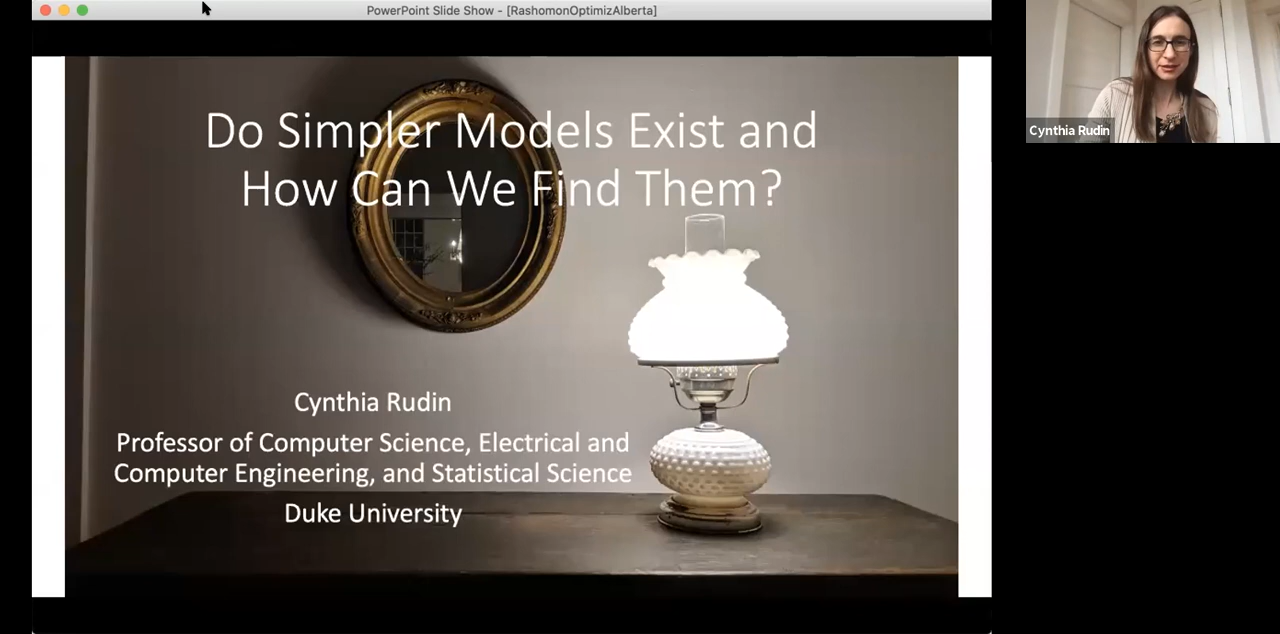 PowerPoint Slide Show - [RashomonOptimizAlberta]
Do Simpler Models Exist and
How Can We Find Them?
Cynthia Rudin
Professor of Computer Science, Electrical and
Computer Engineering, and Statistical Science
Duke University
Cynthia Rudin